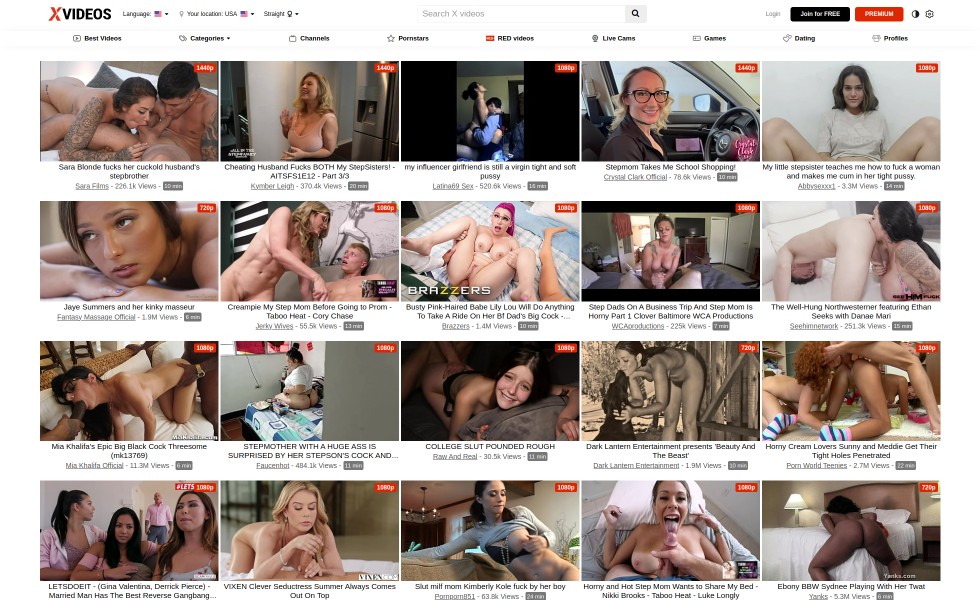 XVIDEOS
Language:
Your location: USA
Straight
Search X videos
Login
Join for FREE
PREMIUM
Best Videos
Categories
Channels
Pornstars
RED videos
Live Cams
Games
Dating
Profiles
1440p
1440p
1080p
1440p
1080p
Sara Blonde fucks her cuckold husband's
stepbrother
Sara Films - 226.1k Views - 10 min
Cheating Husband Fucks BOTH My StepSisters! -
AITSFS1E12 - Part 3/3
Kymber Leigh - 370.4k Views - 20 min
my influencer girlfriend is still a virgin tight and soft
pussy
Latina69 Sex - 520.6k Views - 16 min
Stepmom Takes Me School Shopping!
Crystal Clark Official - 78.6k Views - 10 min
My little stepsister teaches me how to fuck a woman
and makes me cum in her tight pussy.
Abbysexxx1 - 3.3M Views - 14 min
720p
1080p
1080p
1080p
1080p
BRAZZERS
Jaye Summers and her kinky masseur
Fantasy Massage Official - 1.9M Views - 6 min
Creampie My Step Mom Before Going to Prom -
Taboo Heat - Cory Chase
Jerky Wives - 55.5k Views - 13 min
Busty Pink-Haired Babe Lily Lou Will Do Anything
To Take A Ride On Her Bf Dad's Big Cock -...
Brazzers - 1.4M Views - 10 min
Step Dads On A Business Trip And Step Mom Is
Horny Part 1 Clover Baltimore WCA Productions
WCAproductions - 225k Views - 7 min
The Well-Hung Northwesterner featuring Ethan
Seeks with Danae Mari
Seehimnetwork - 251.3k Views - 15 min
1080p
1080p
1080p
720p
1080p
Mia Khalifa's Epic Big Black Cock Threesome
(mk13769)
Mia Khalifa Official - 11.3M Views - 6 min
STEPMOTHER WITH A HUGE ASS IS
SURPRISED BY HER STEPSON'S COCK AND...
Faucenhot - 484.1k Views - 11 min
COLLEGE SLUT POUNDED ROUGH
Raw And Real - 30.5k Views - 11 min
Dark Lantern Entertainment presents 'Beauty And
The Beast'
Dark Lantern Entertainment - 1.9M Views - 10 min
Horny Cream Lovers Sunny and Meddie Get Their
Tight Holes Penetrated
Porn World Teenies - 2.7M Views - 22 min
#LETS
1080p
1080p
1080p
1080p
720p
VIXEN.COM
Yanks.com
LETSDOEIT - (Gina Valentina, Derrick Pierce) -
Married Man Has The Best Reverse Gangbang...
VIXEN Clever Seductress Summer Always Comes
Out On Top
Slut milf mom Kimberly Kole fuck by her boy
Pornporn851 - 63.8k Views - 24 min
Horny and Hot Step Mom Wants to Share My Bed -
Nikki Brooks - Taboo Heat - Luke Longly
Ebony BBW Sydnee Playing With Her Twat
Yanks - 5.3M Views - 6 min